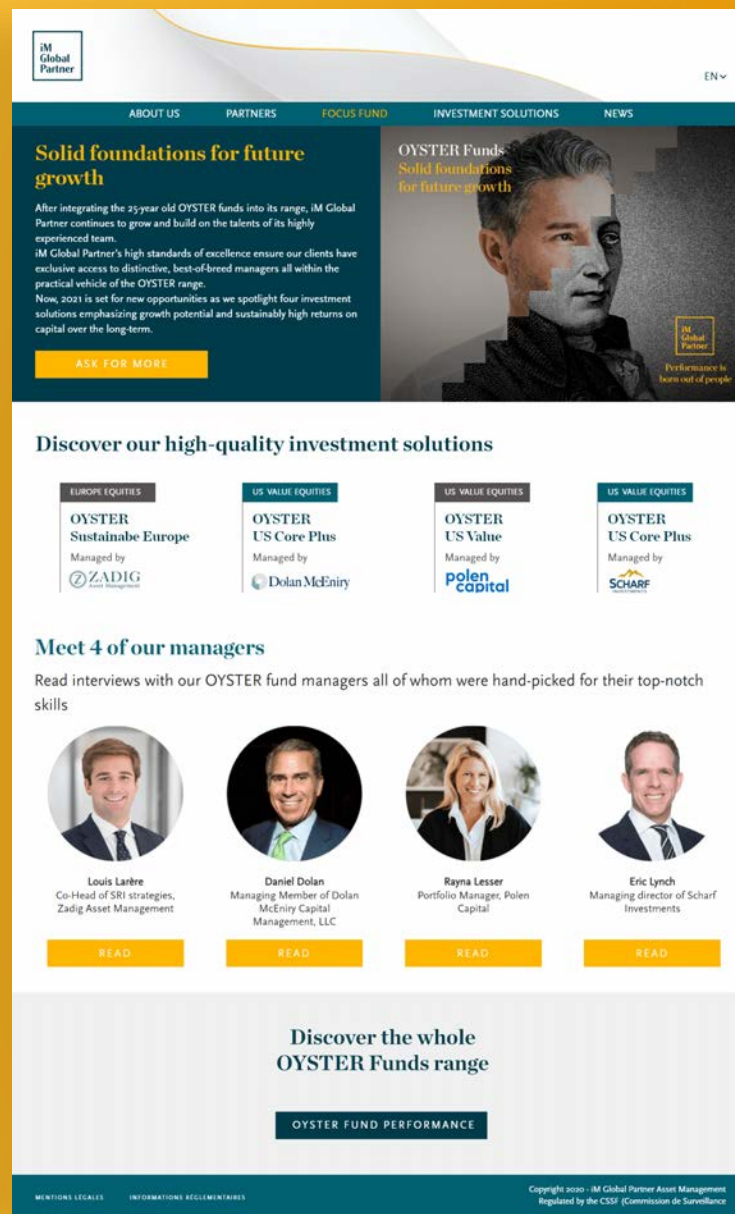 iM
Global
Partner
EN
ABOUT US PARTNERS FOCUS FUND INVESTMENT SOLUTIONS NEWS
Solid foundations for future
growth
After integrating the 25-year old OYSTER funds into its range, iM Global
Partner continues to grow and build on the talents of its highly
experienced team.
iM Global Partner's high standards of excellence ensure our clients have
exclusive access to distinctive, best-of-breed managers all within the
practical vehicle of the OYSTER range.
Now, 2021 is set for new opportunities as we spotlight four investment
solutions emphasizing growth potential and sustainably high returns on
capital over the long-term.
ASK FOR MORE
OYSTER Funds
Solid foundations
for future growth
iM
Global
Partner
Performance is
born out of people
Discover our high-quality investment solutions
EUROPE EQUITIES
OYSTER
Sustainabe Europe
Managed by
ZADIG
Asset Management
US VALUE EQUITIES
OYSTER
US Core Plus
Managed by
Dolan McEniry
US VALUE EQUITIES
OYSTER
US Value
Managed by
polen
capital
US VALUE EQUITIES
OYSTER
US Core Plus
Managed by
SCHARF
INVESTMENTS
Meet 4 of our managers
Read interviews with our OYSTER fund managers all of whom were hand-picked for their top-notch
skills
Louis Larère
Co-Head of SRI strategies,
Zadig Asset Management
READ
Daniel Dolan
Managing Member of Dolan
McEniry Capital
Management, LLC
READ
Rayna Lesser
Portfolio Manager, Polen
Capital
READ
Eric Lynch
Managing director of Scharf
Investments
READ
Discover the whole
OYSTER Funds range
OYSTER FUND PERFORMANCE
MENTIONS LÉGALES INFORMATIONS RÉGLEMENTAIRES
Copyright 2020 - iM Global Partner Asset Management
Regulated by the CSSF (Commission de Surveillance